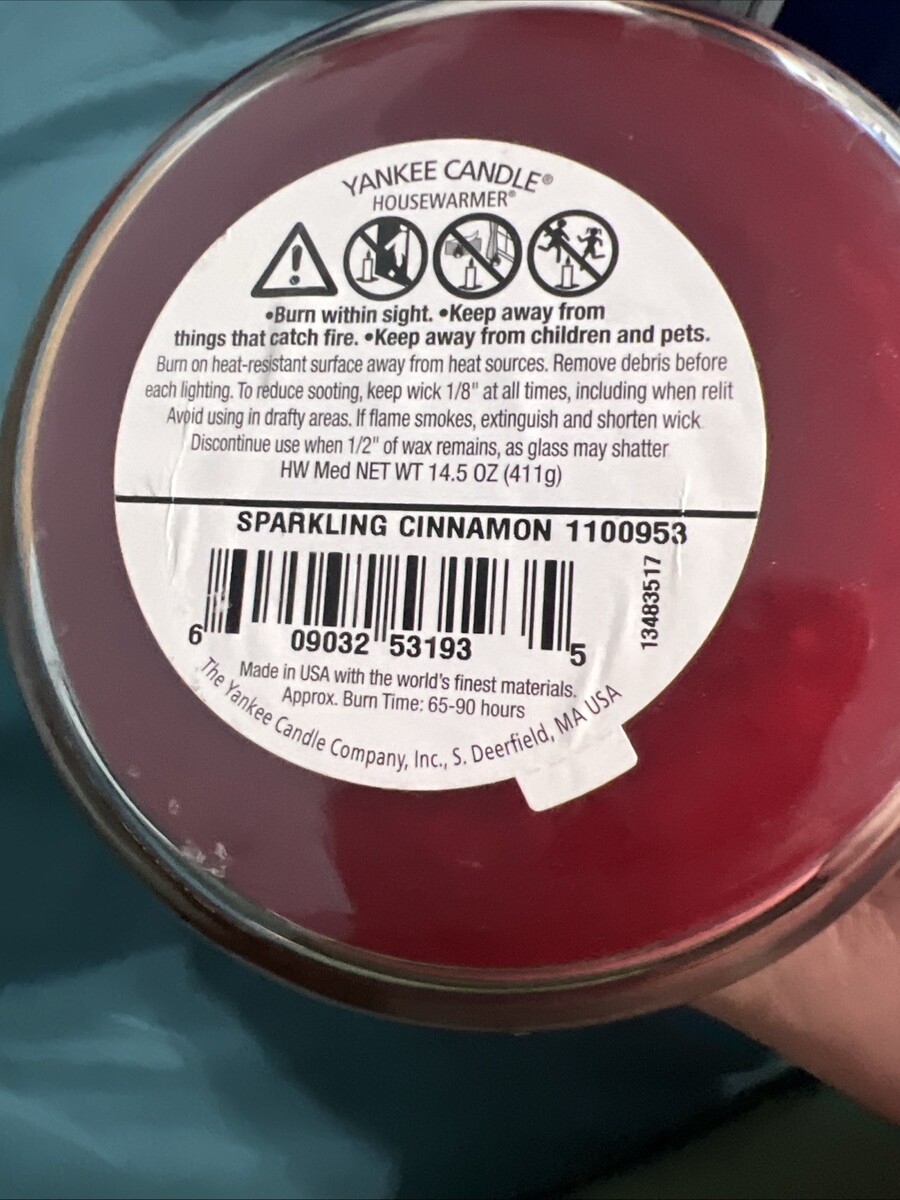 YANKEE CANDLE®
HOUSEWARMER®
•Burn within sight. •Keep away from
things that catch fire. •Keep away from children and pets.
Burn on heat-resistant surface away from heat sources. Remove debris before
each lighting. To reduce sooting, keep wick 1/8" at all times, including when relit
Avoid using in drafty areas. If flame smokes, extinguish and shorten wick.
Discontinue use when 1/2" of wax remains, as glass may shatter
HW Med NET WT 14.5 OZ (411g)
SPARKLING CINNAMON 1100953
13483517
6 09032 53193 5
Made in USA with the world's finest materials.
Approx. Burn Time: 65-90 hours
The Yankee Candle Company, Inc., S. Deerfield, MA USA